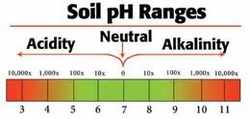 Soil pH Ranges
Acidity Neutral Alkalinity
10,000x 1,000x 100x 10x 0 10x 100x 1,000x 10,000x
3 4 5 6 7 8 9 10 11